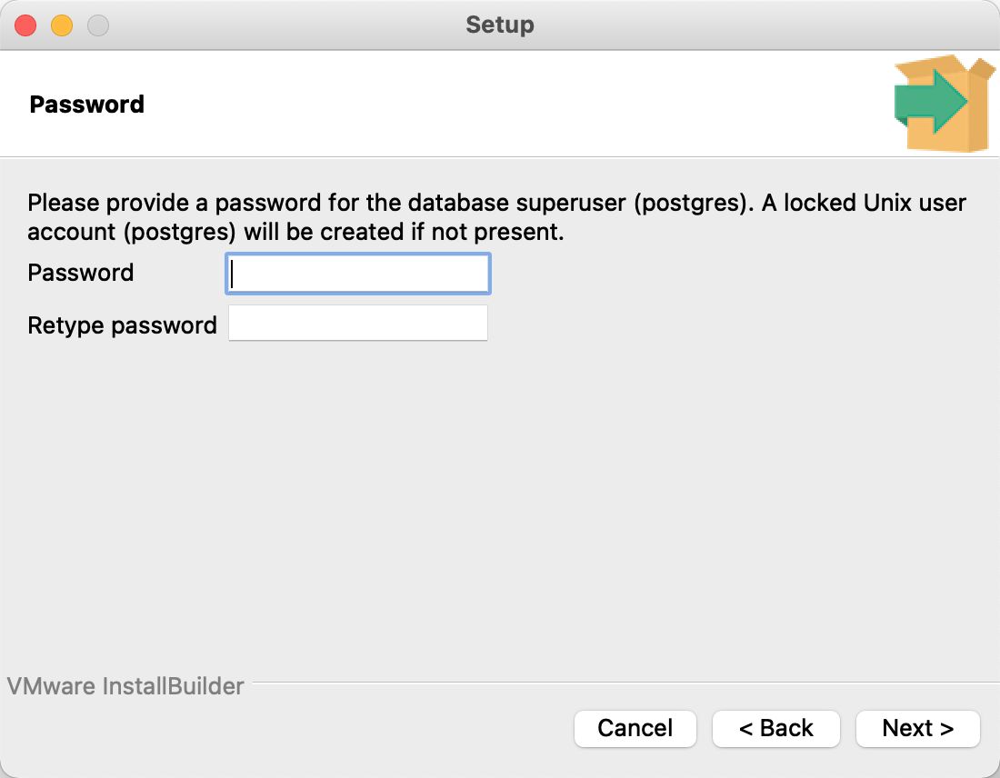 Setup
Password
Please provide a password for the database superuser (postgres). A locked Unix user
account (postgres) will be created if not present.
Password
Retype password
VMware InstallBuilder
Cancel
< Back
Next >